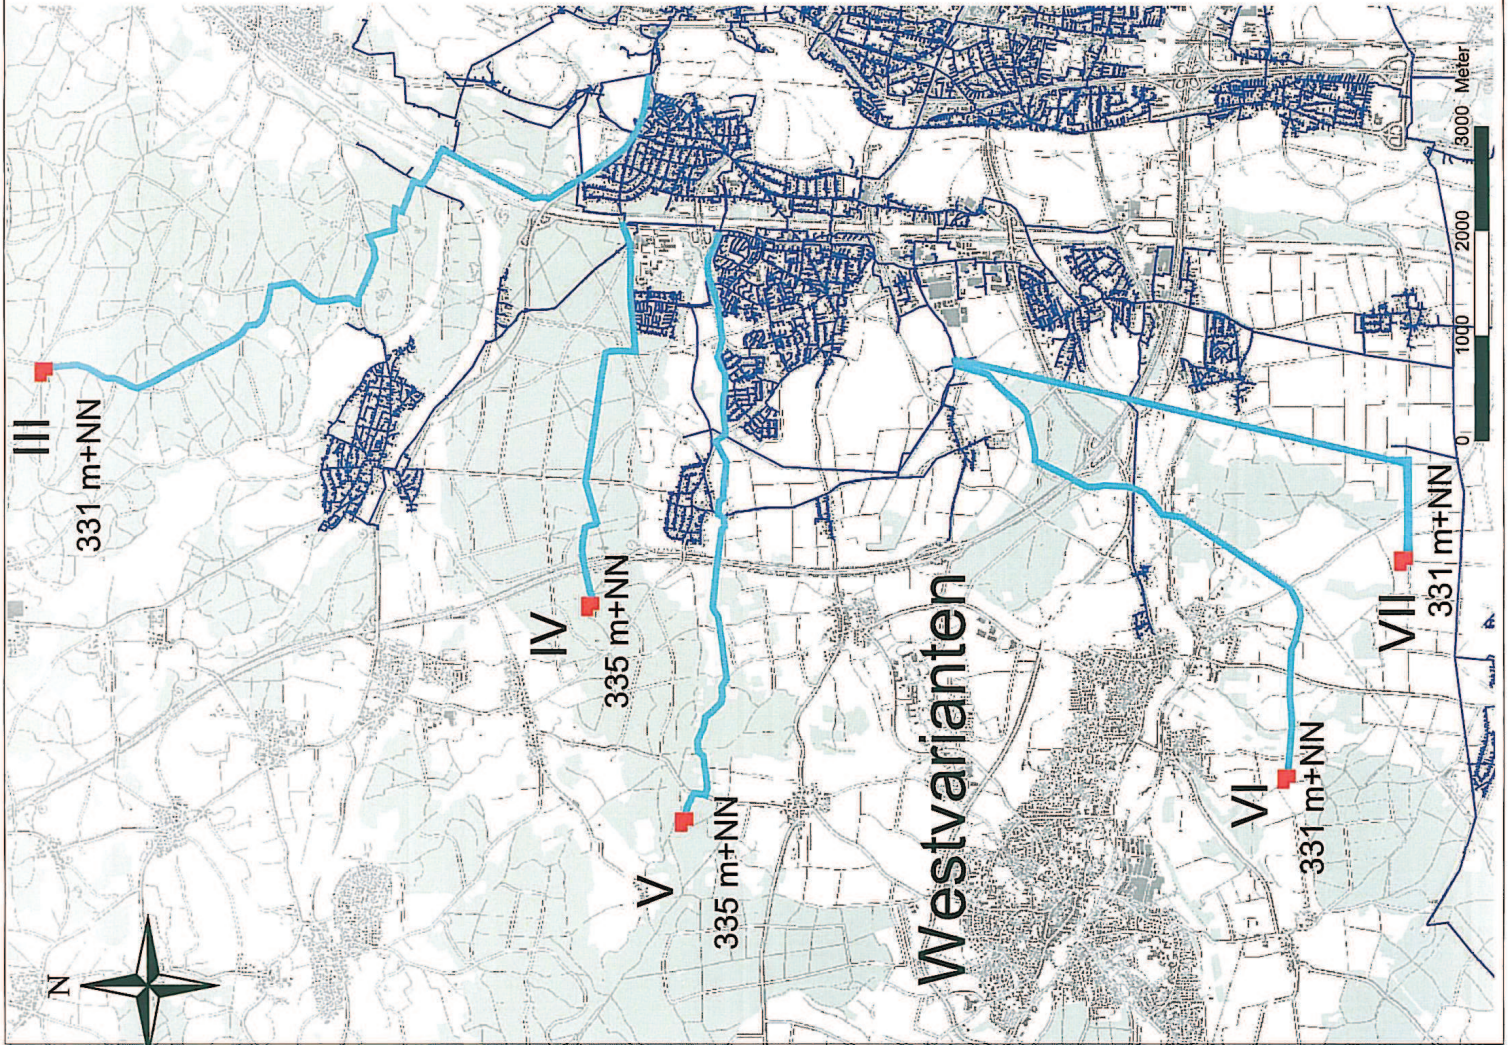 N
III
331 m+NN
IV
335 m+NN
V
335 m+NN
Westvarianten
VI
331 m+NN
VII
331 m+NN
0 1000 2000 3000 Meter